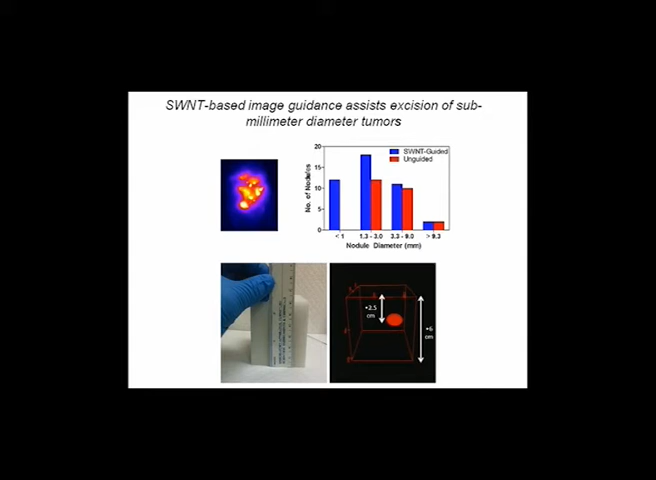 SWNT-based image guidance assists excision of sub-
millimeter diameter tumors
20
15
10
5
0
No. of Nodules
SWNT-Guided
Unguided
< 1
1.3 - 3.0
3.3 - 9.0
> 9.3
Nodule Diameter (mm)
~2.5
cm
~6
cm